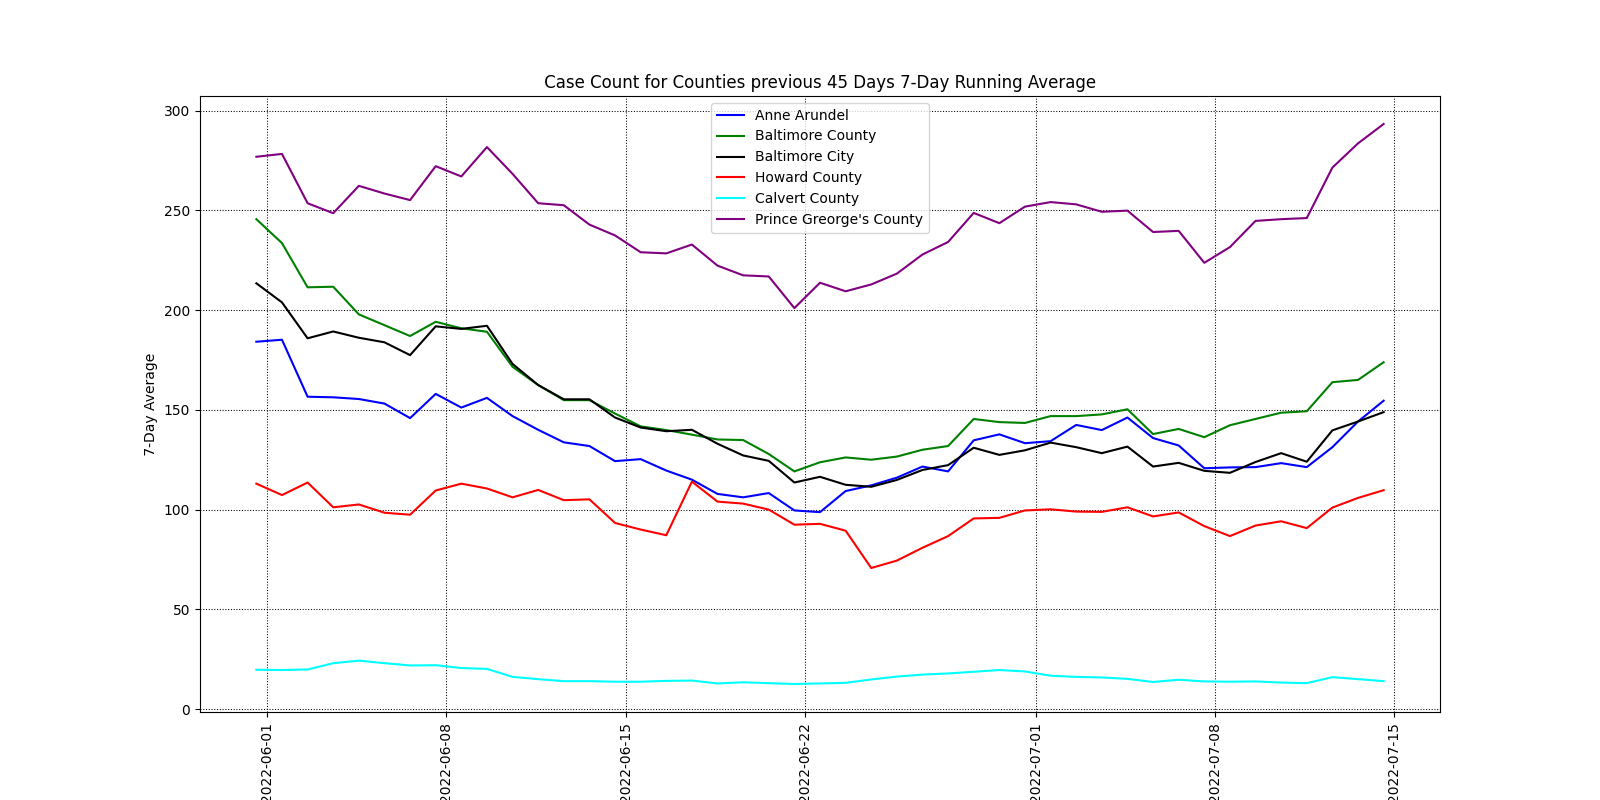 Case Count for Counties previous 45 Days 7-Day Running Average
300
250
200
150
100
50
0
7-Day Average
Anne Arundel
Baltimore County
Baltimore City
Howard County
Calvert County
Prince Greorge's County
2022-06-01
2022-06-08
2022-06-15
2022-06-22
2022-07-01
2022-07-08
2022-07-15